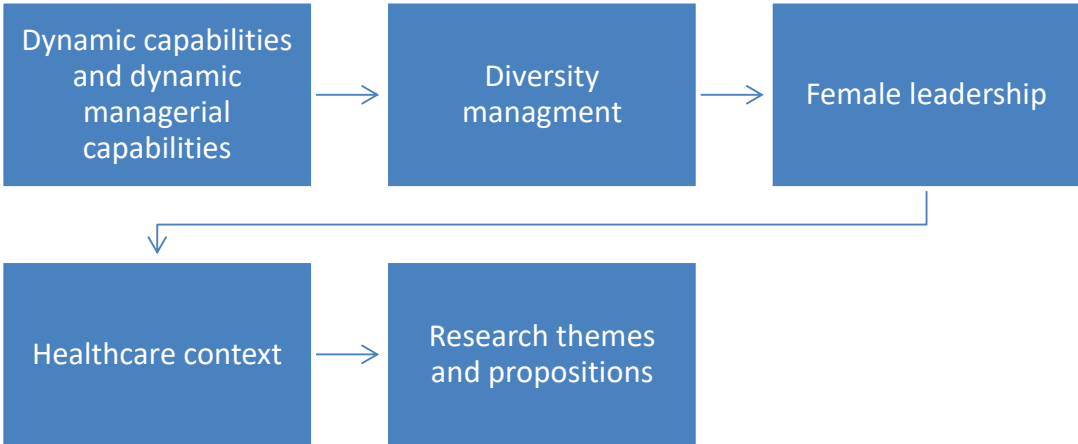 Dynamic capabilities
and dynamic
managerial
capabilities
Diversity
managment
Female leadership
Healthcare context
Research themes
and propositions